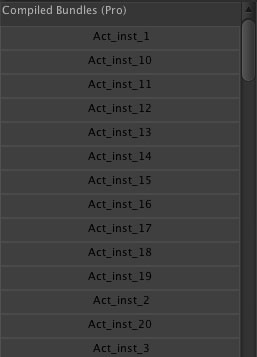 Compiled Bundles (Pro)
Act_inst_1
Act_inst_10
Act_inst_11
Act_inst_12
Act_inst_13
Act_inst_14
Act_inst_15
Act_inst_16
Act_inst_17
Act_inst_18
Act_inst_19
Act_inst_2
Act_inst_20
Act_inst_3